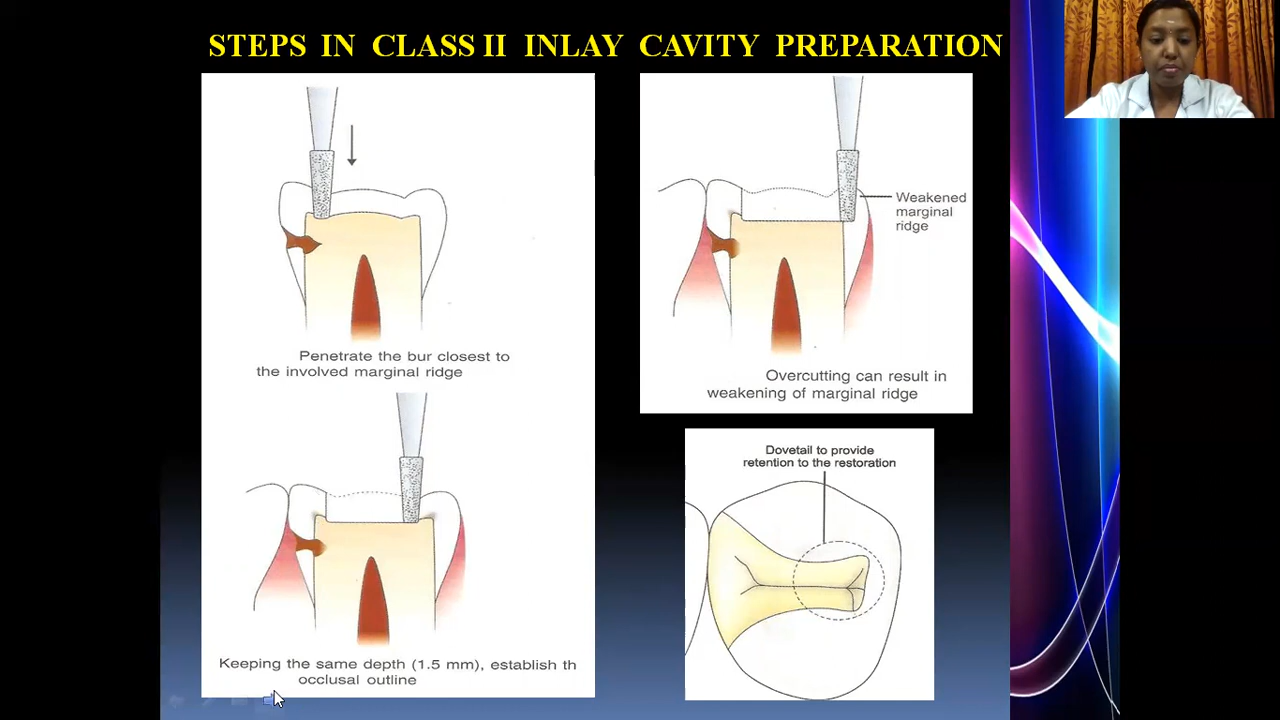 STEPS IN CLASS II INLAY CAVITY PREPARATION
Penetrate the bur closest to
the involved marginal ridge
Keeping the same depth (1.5 mm), establish th
occlusal outline
Weakened
marginal
ridge
Overcutting can result in
weakening of marginal ridge
Dovetail to provide
retention to the restoration